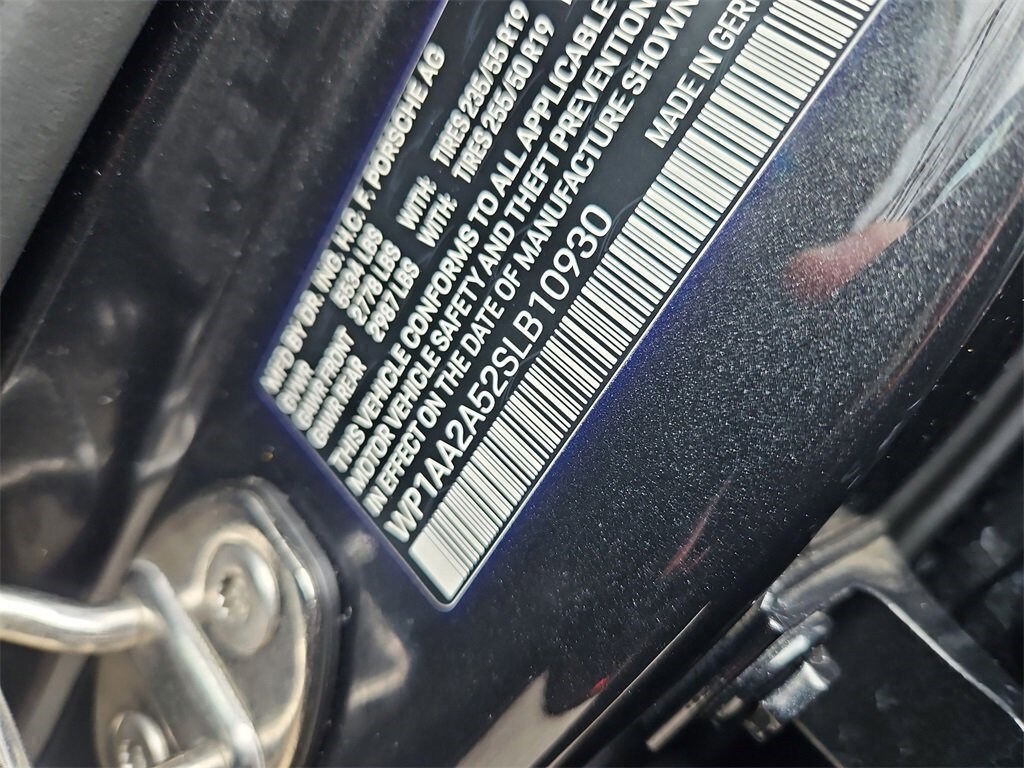 MFD BY DR. ING. H.C. F. PORSCHE AG
GVWR 5534 LBS
GAWR FRONT 2778 LBS WITH: TIRES 235/55 R19
GAWR REAR 2987 LBS WITH: TIRES 255/50 R19
THIS VEHICLE CONFORMS TO ALL APPLICABLE
MOTOR VEHICLE SAFETY AND THEFT PREVENTION
IN EFFECT ON THE DATE OF MANUFACTURE SHOWN
WP1AA2A52SLB10930 MADE IN GER